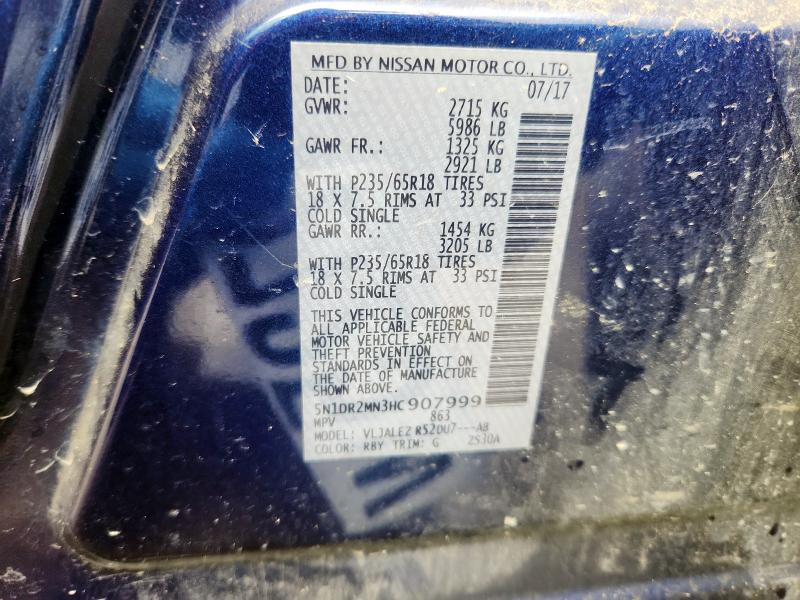 MFD BY NISSAN MOTOR CO., LTD.
DATE: 07/17
GVWR: 2715 KG
5986 LB
GAWR FR.: 1325 KG
2921 LB
WITH P235/65R18 TIRES
18 X 7.5 RIMS AT 33 PSI
COLD SINGLE
GAWR RR.: 1454 KG
3205 LB
WITH P235/65R18 TIRES
18 X 7.5 RIMS AT 33 PSI
COLD SINGLE
THIS VEHICLE CONFORMS TO
ALL APPLICABLE FEDERAL
MOTOR VEHICLE SAFETY AND
THEFT PREVENTION
STANDARDS IN EFFECT ON
THE DATE OF MANUFACTURE
SHOWN ABOVE.
5N1DR2MN3HC907999
MPV 863
MODEL: VLJALEZ R52DU7---AB
COLOR: RBY TRIM: G 2S30A